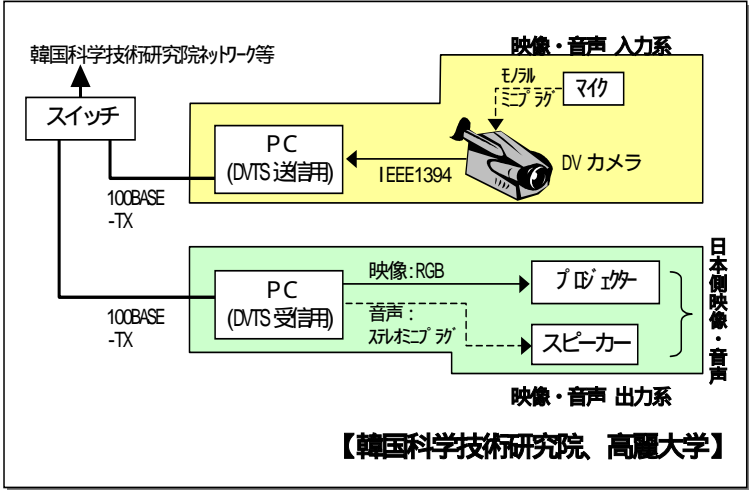 映像・音声 入力系
韓国科学技術研究院ﾈｯﾄﾜｰｸ等
スイッチ
モノラル
ﾐﾆﾌﾟﾗｸﾞ
マイク
PC
(DVTS送信用)
IEEE1394
DVカメラ
100BASE
-TX
PC
(DVTS受信用)
映像:RGB
プロジェクター
音声:
ｽﾃﾚｵﾐﾆﾌﾟﾗｸﾞ
スピーカー
100BASE
-TX
日本側映像・音声
映像・音声 出力系
【韓国科学技術研究院、高麗大学】